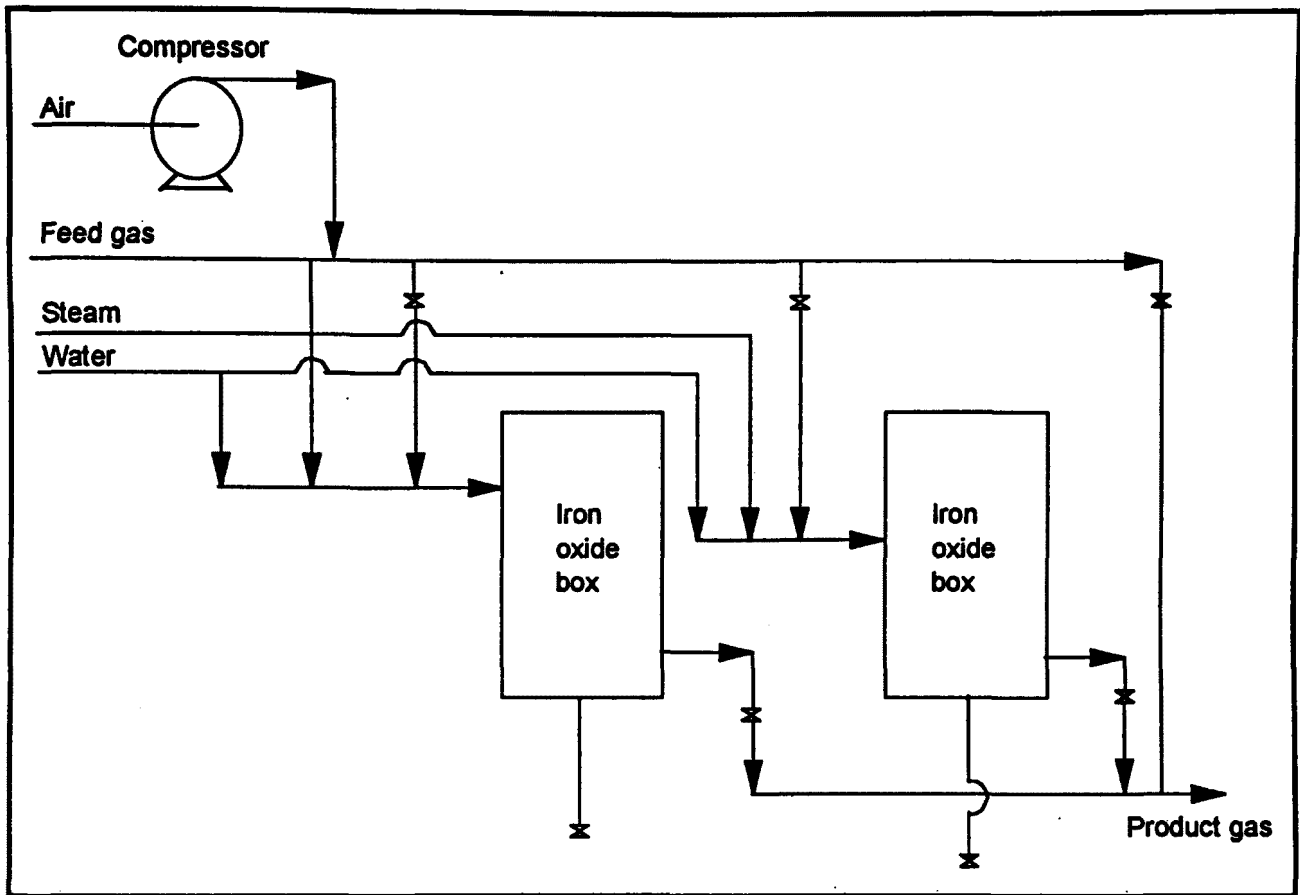 Compressor
Air
Feed gas
Steam
Water
Iron
oxide
box
Iron
oxide
box
Product gas